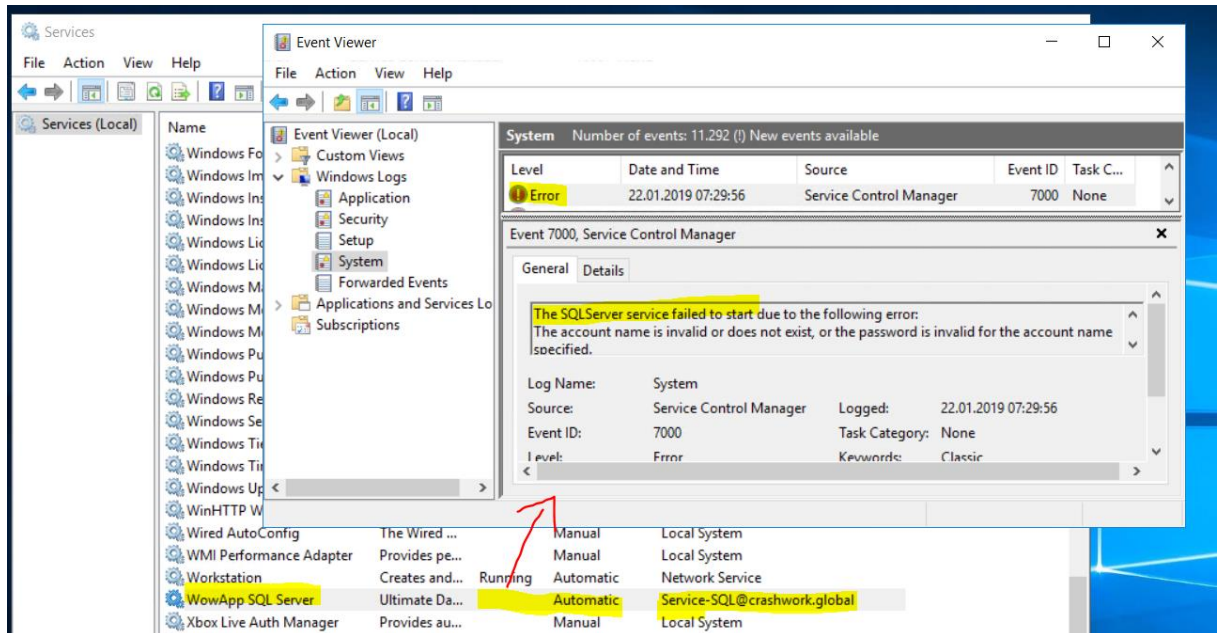 Services
File Action View Help
Services (Local)
Name
Windows Fo
Windows Im
Windows Ins
Windows Ins
Windows Lic
Windows Lic
Windows M
Windows M
Windows M
Windows Pu
Windows Pu
Windows Re
Windows Se
Windows Tie
Windows Ti
Windows Up
WinHTTP W
Wired AutoConfig The Wired ... Manual Local System
WMI Performance Adapter Provides pe... Manual Local System
Workstation Creates and... Running Automatic Network Service
WowApp SQL Server Ultimate Da... Automatic Service-SQL@crashwork.global
Xbox Live Auth Manager Provides au... Manual Local System
Event Viewer
File Action View Help
Event Viewer (Local)
Custom Views
Windows Logs
Application
Security
Setup
System
Forwarded Events
Applications and Services Lo
Subscriptions
System Number of events: 11.292 (!) New events available
Level Date and Time Source Event ID Task C...
Error 22.01.2019 07:29:56 Service Control Manager 7000 None
Event 7000, Service Control Manager
General Details
The SQLServer service failed to start due to the following error:
The account name is invalid or does not exist, or the password is invalid for the account name
specified.
Log Name: System
Source: Service Control Manager Logged: 22.01.2019 07:29:56
Event ID: 7000 Task Category: None
Level: Error Keywords: Classic